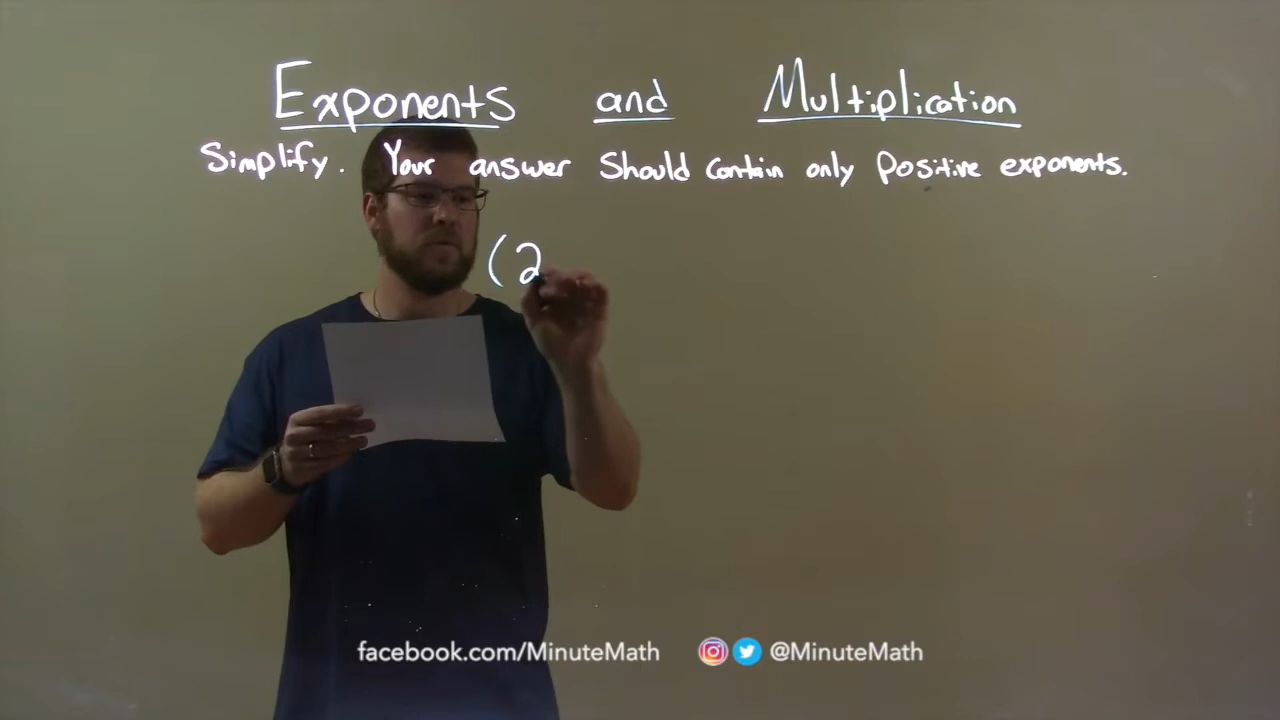 Exponents and Multiplication
Simplify. Your answer should contain only positive exponents.
(2
facebook.com/MinuteMath @MinuteMath